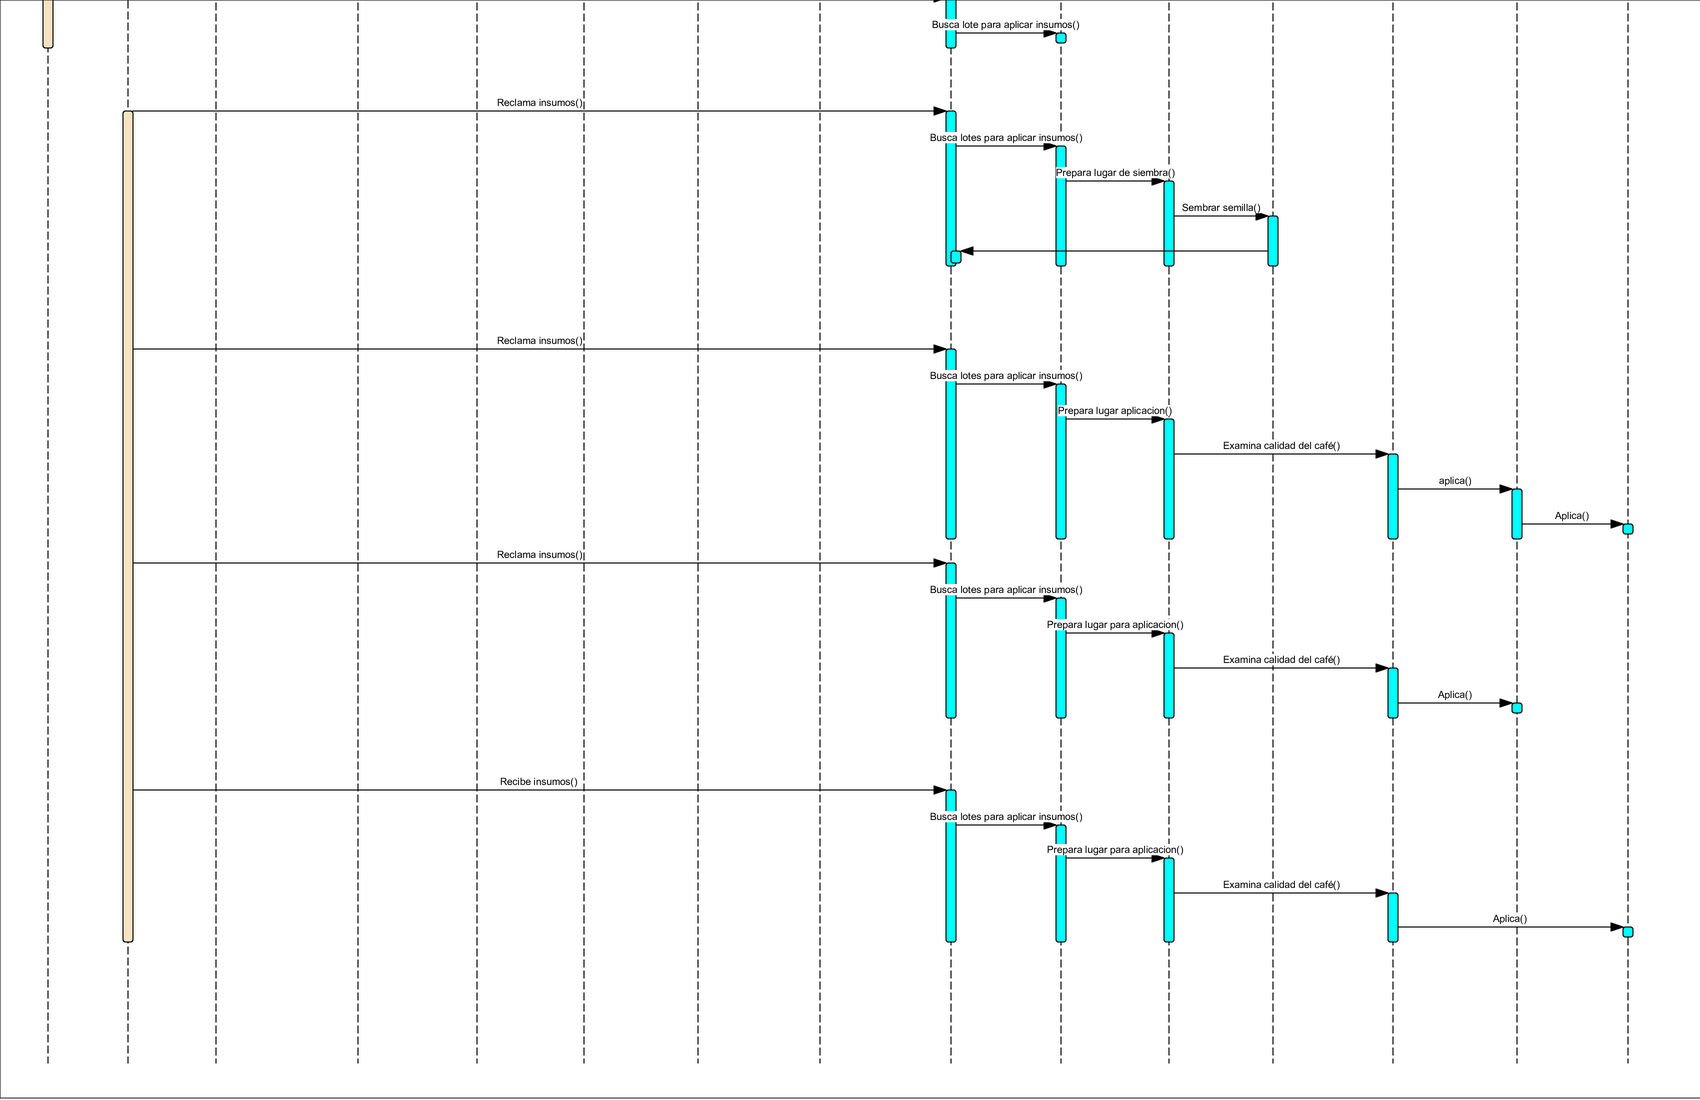 Busca lote para aplicar insumos()
Reclama insumos()
Busca lotes para aplicar insumos()
Prepara lugar de siembra()
Sembrar semilla()
Reclama insumos()
Busca lotes para aplicar insumos()
Prepara lugar aplicacion()
Examina calidad del café()
aplica()
Aplica()
Reclama insumos()
Busca lotes para aplicar insumos()
Prepara lugar para aplicacion()
Examina calidad del café()
Aplica()
Recibe insumos()
Busca lotes para aplicar insumos()
Prepara lugar para aplicacion()
Examina calidad del café()
Aplica()